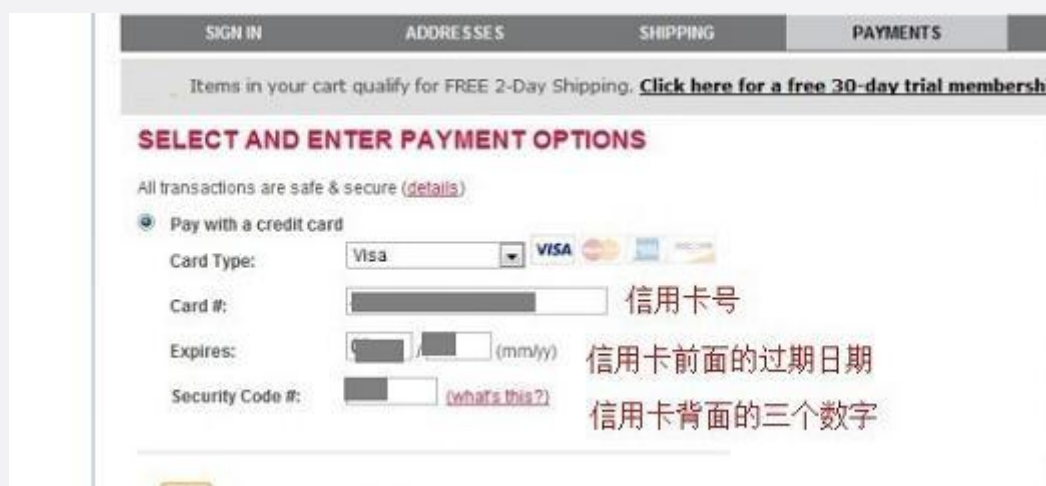 SIGN IN ADDRESSES SHIPPING PAYMENTS
Items in your cart qualify for FREE 2-Day Shipping. Click here for a free 30-day trial membersh
SELECT AND ENTER PAYMENT OPTIONS
All transactions are safe & secure (details)
Pay with a credit card
Card Type: Visa VISA
Card #: 信用卡号
Expires: / (mm/yy) 信用卡前面的过期日期
Security Code #: (what's this?) 信用卡背面的三个数字